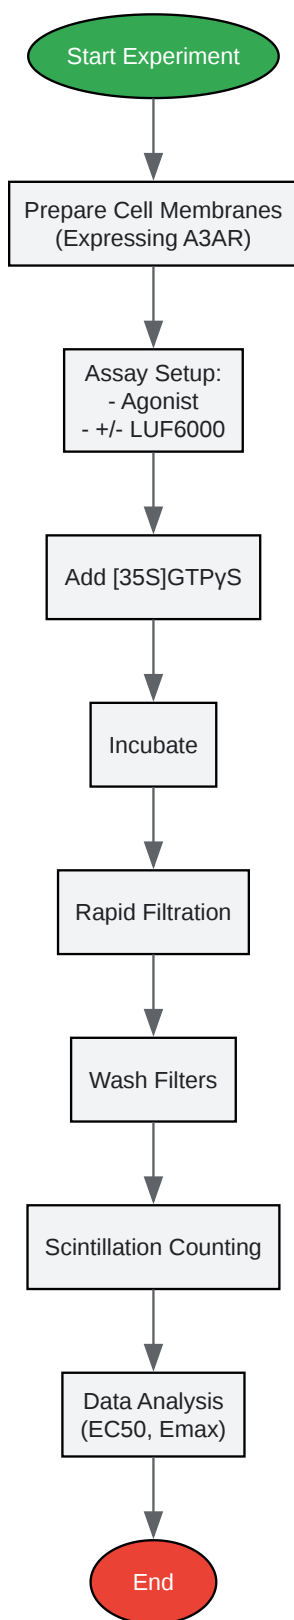 Start Experiment
Prepare Cell Membranes
(Expressing A3AR)
Assay Setup:
- Agonist
- +/- LUF6000
Add [35S]GTPγS
Incubate
Rapid Filtration
Wash Filters
Scintillation Counting
Data Analysis
(EC50, Emax)
End